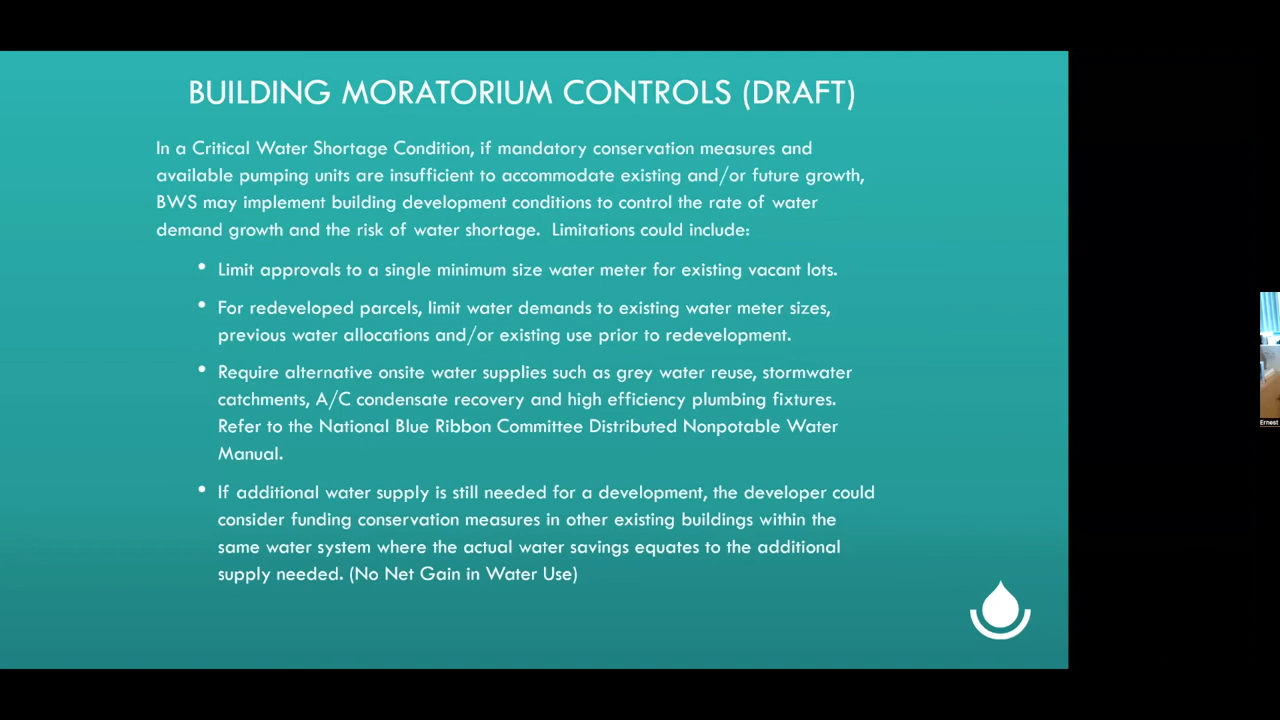 BUILDING MORATORIUM CONTROLS (DRAFT)
In a Critical Water Shortage Condition, if mandatory conservation measures and
available pumping units are insufficient to accommodate existing and/or future growth,
BWS may implement building development conditions to control the rate of water
demand growth and the risk of water shortage.  Limitations could include:
• Limit approvals to a single minimum size water meter for existing vacant lots.
• For redeveloped parcels, limit water demands to existing water meter sizes,
previous water allocations and/or existing use prior to redevelopment.
• Require alternative onsite water supplies such as grey water reuse, stormwater
catchments, A/C condensate recovery and high efficiency plumbing fixtures.
Refer to the National Blue Ribbon Committee Distributed Nonpotable Water
Manual.
• If additional water supply is still needed for a development, the developer could
consider funding conservation measures in other existing buildings within the
same water system where the actual water savings equates to the additional
supply needed. (No Net Gain in Water Use)
Ernest